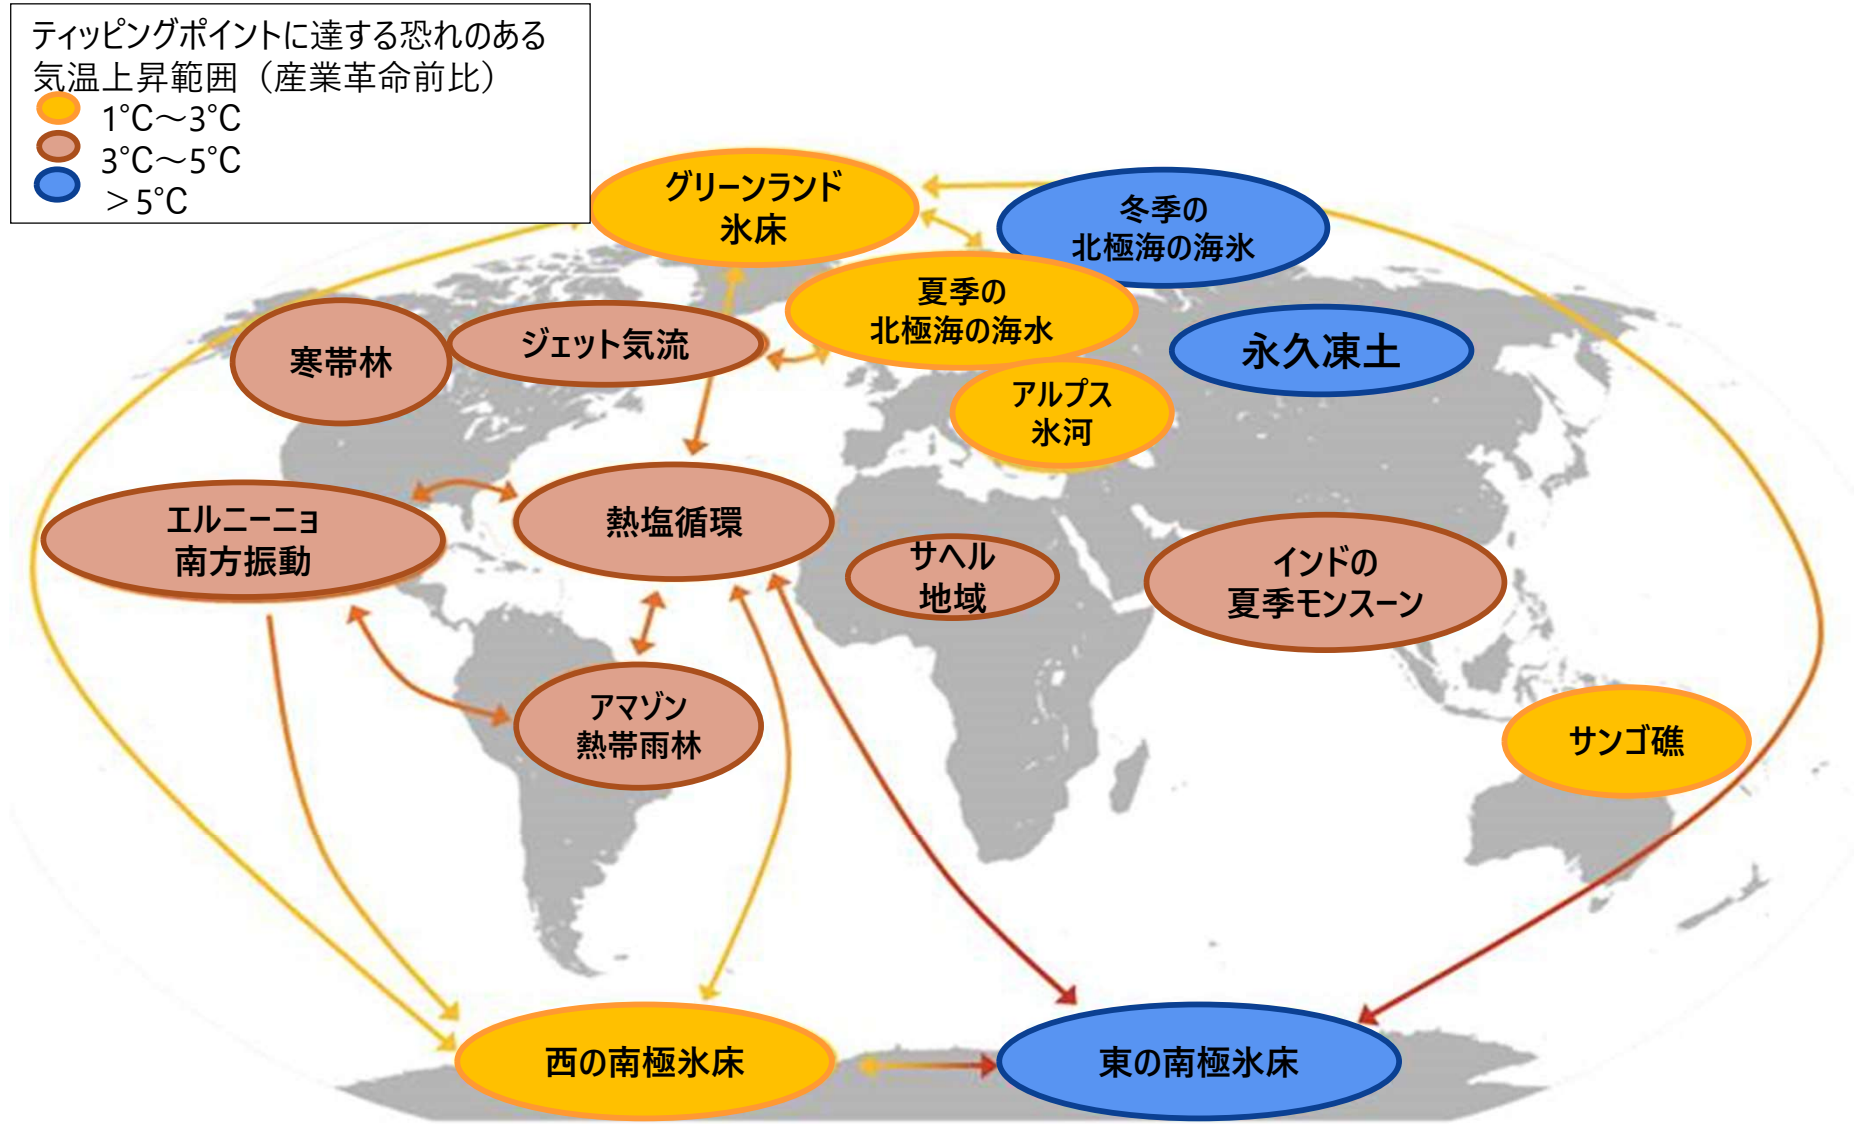 ティッピングポイントに達する恐れのある
気温上昇範囲（産業革命前比）
1℃～3℃
3℃～5℃
＞5℃
グリーンランド
氷床
冬季の
北極海の海氷
夏季の
北極海の海水
寒帯林
ジェット気流
永久凍土
アルプス
氷河
エルニーニョ
南方振動
熱塩循環
サヘル
地域
インドの
夏季モンスーン
アマゾン
熱帯雨林
サンゴ礁
西の南極氷床
東の南極氷床